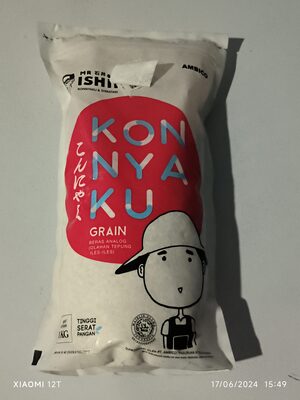 AMBICO
ISHII
KON
NYA
KU
こんにゃく
GRAIN
BERAS ANALOG
(OLAHAN TEPUNG
ILES-ILES)
TINGGI
SERAT
PANGAN
XIAOMI 12T
17/06/2024 15:49